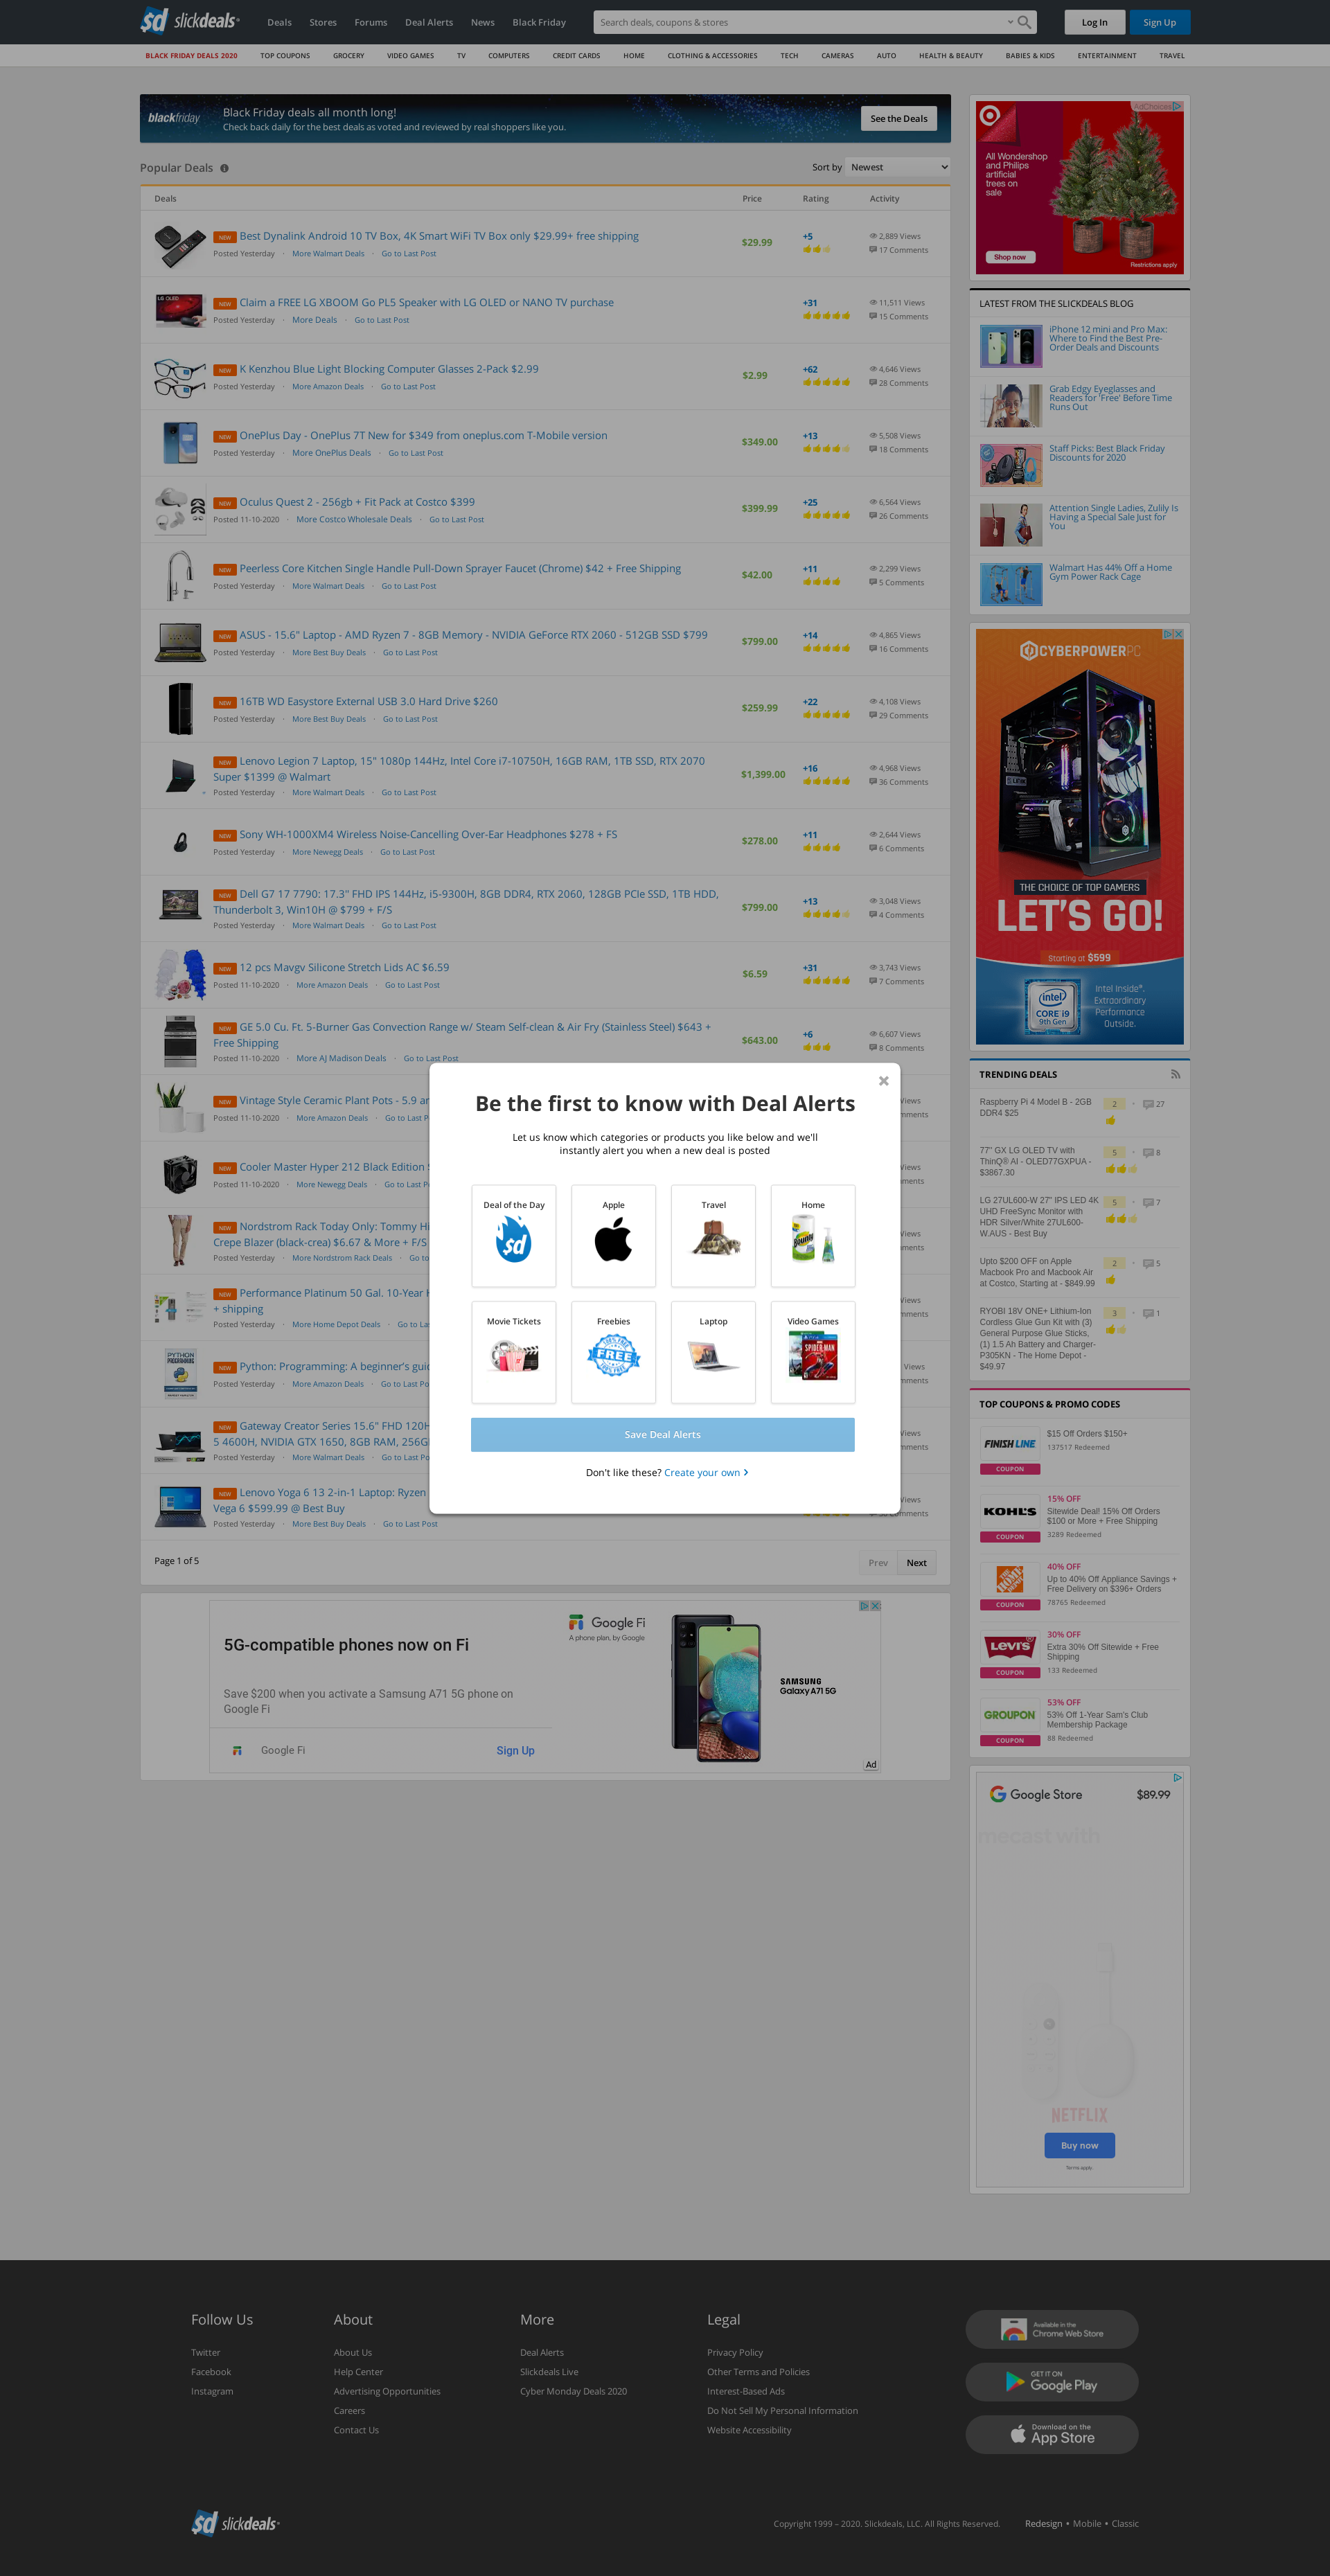 slickdeals
Deals
Stores
Forums
Deal Alerts
News
Black Friday
Search deals, coupons & stores
Log In
Sign Up
BLACK FRIDAY DEALS 2020
TOP COUPONS
GROCERY
VIDEO GAMES
TV
COMPUTERS
CREDIT CARDS
HOME
CLOTHING & ACCESSORIES
TECH
CAMERAS
AUTO
HEALTH & BEAUTY
BABIES & KIDS
ENTERTAINMENT
TRAVEL
blackfriday
Black Friday deals all month long!
Check back daily for the best deals as voted and reviewed by real shoppers like you.
See the Deals
Popular Deals
Sort by Newest
Deals Price Rating Activity
NEW Best Dynalink Android 10 TV Box, 4K Smart WiFi TV Box only $29.99+ free shipping
Posted Yesterday · More Walmart Deals · Go to Last Post
$29.99
+5
2,889 Views
17 Comments
NEW Claim a FREE LG XBOOM Go PL5 Speaker with LG OLED or NANO TV purchase
Posted Yesterday · More Deals · Go to Last Post
+31
11,511 Views
15 Comments
NEW K Kenzhou Blue Light Blocking Computer Glasses 2-Pack $2.99
Posted Yesterday · More Amazon Deals · Go to Last Post
$2.99
+62
4,646 Views
28 Comments
NEW OnePlus Day - OnePlus 7T New for $349 from oneplus.com T-Mobile version
Posted Yesterday · More OnePlus Deals · Go to Last Post
$349.00
+13
5,508 Views
18 Comments
NEW Oculus Quest 2 - 256gb + Fit Pack at Costco $399
Posted 11-10-2020 · More Costco Wholesale Deals · Go to Last Post
$399.99
+25
6,564 Views
26 Comments
NEW Peerless Core Kitchen Single Handle Pull-Down Sprayer Faucet (Chrome) $42 + Free Shipping
Posted Yesterday · More Walmart Deals · Go to Last Post
$42.00
+11
2,299 Views
5 Comments
NEW ASUS - 15.6" Laptop - AMD Ryzen 7 - 8GB Memory - NVIDIA GeForce RTX 2060 - 512GB SSD $799
Posted Yesterday · More Best Buy Deals · Go to Last Post
$799.00
+14
4,865 Views
16 Comments
NEW 16TB WD Easystore External USB 3.0 Hard Drive $260
Posted Yesterday · More Best Buy Deals · Go to Last Post
$259.99
+22
4,108 Views
29 Comments
NEW Lenovo Legion 7 Laptop, 15" 1080p 144Hz, Intel Core i7-10750H, 16GB RAM, 1TB SSD, RTX 2070
Super $1399 @ Walmart
Posted Yesterday · More Walmart Deals · Go to Last Post
$1,399.00
+16
4,968 Views
36 Comments
NEW Sony WH-1000XM4 Wireless Noise-Cancelling Over-Ear Headphones $278 + FS
Posted Yesterday · More Newegg Deals · Go to Last Post
$278.00
+11
2,644 Views
6 Comments
NEW Dell G7 17 7790: 17.3" FHD IPS 144Hz, i5-9300H, 8GB DDR4, RTX 2060, 128GB PCIe SSD, 1TB HDD,
Thunderbolt 3, Win10H @ $799 + F/S
Posted Yesterday · More Walmart Deals · Go to Last Post
$799.00
+13
3,048 Views
4 Comments
NEW 12 pcs Mavgv Silicone Stretch Lids AC $6.59
Posted 11-10-2020 · More Amazon Deals · Go to Last Post
$6.59
+31
3,743 Views
7 Comments
NEW GE 5.0 Cu. Ft. 5-Burner Gas Convection Range w/ Steam Self-clean & Air Fry (Stainless Steel) $643 +
Free Shipping
Posted 11-10-2020 · More AJ Madison Deals · Go to Last Post
$643.00
+6
6,607 Views
8 Comments
NEW Vintage Style Ceramic Plant Pots - 5.9
Posted 11-10-2020 · More Amazon Deals · Go to Last
NEW Cooler Master Hyper 212 Black Edition
Posted 11-10-2020 · More Newegg Deals · Go to Last
Views
NEW Nordstrom Rack Today Only: Tommy
Crepe Blazer (black-crea) $6.67 & More + F/S
Posted Yesterday · More Nordstrom Rack Deals · Go to
Views
NEW Performance Platinum 50 Gal. 10-Year
+ shipping
Posted Yesterday · More Home Depot Deals · Go to
Views
PYTHON
PROGRAMMING
NEW Python: Programming: A beginner's
Posted Yesterday · More Amazon Deals · Go to Last
Views
NEW Gateway Creator Series 15.6" FHD
5 4600H, NVIDIA GTX 1650, 8GB RAM,
Posted Yesterday · More Walmart Deals · Go to Last
Views
NEW Lenovo Yoga 6 13 2-in-1 Laptop: Ryzen
Vega 6 $599.99 @ Best Buy
Posted Yesterday · More Best Buy Deals · Go to Last Post
Views
Comments
Page 1 of 5
Prev
Next
Be the first to know with Deal Alerts
Let us know which categories or products you like below and we'll
instantly alert you when a new deal is posted
Deal of the Day
Apple
Travel
Home
Bounty
Movie Tickets
Freebies
FREE
Laptop
Video Games
SPIDER-MAN
Save Deal Alerts
Don't like these? Create your own
5G-compatible phones now on Fi
Save $200 when you activate a Samsung A71 5G phone on
Google Fi
Google Fi
Sign Up
Google Fi
A phone plan, by Google
SAMSUNG
Galaxy A71 5G
Ad
AdChoices
All Wondershop
and Philips
artificial
trees on
sale
Shop now
Restrictions apply
LATEST FROM THE SLICKDEALS BLOG
iPhone 12 mini and Pro Max:
Where to Find the Best Pre-
Order Deals and Discounts
Grab Edgy Eyeglasses and
Readers for 'Free' Before Time
Runs Out
Staff Picks: Best Black Friday
Discounts for 2020
Attention Single Ladies, Zulily Is
Having a Special Sale Just for
You
Walmart Has 44% Off a Home
Gym Power Rack Cage
CYBERPOWERPC
THE CHOICE OF TOP GAMERS
LET'S GO!
Starting at $599
intel
CORE i9
9th Gen
Intel Inside®.
Extraordinary
Performance
Outside.
TRENDING DEALS
Raspberry Pi 4 Model B - 2GB
DDR4 $25
2 · 27
77" GX LG OLED TV with
ThinQ® AI - OLED77GXPUA -
$3867.30
5 · 8
LG 27UL600-W 27" IPS LED 4K
UHD FreeSync Monitor with
HDR Silver/White 27UL600-
W.AUS - Best Buy
5 · 7
Upto $200 OFF on Apple
Macbook Pro and Macbook Air
at Costco, Starting at - $849.99
2 · 5
RYOBI 18V ONE+ Lithium-Ion
Cordless Glue Gun Kit with (3)
General Purpose Glue Sticks,
(1) 1.5 Ah Battery and Charger-
P305KN - The Home Depot -
$49.97
3 · 1
TOP COUPONS & PROMO CODES
FINISH LINE
COUPON
$15 Off Orders $150+
137517 Redeemed
KOHL'S
COUPON
15% OFF
Sitewide Deal! 15% Off Orders
$100 or More + Free Shipping
3289 Redeemed
COUPON
40% OFF
Up to 40% Off Appliance Savings +
Free Delivery on $396+ Orders
78765 Redeemed
LEVI'S
COUPON
30% OFF
Extra 30% Off Sitewide + Free
Shipping
133 Redeemed
GROUPON
COUPON
53% OFF
53% Off 1-Year Sam's Club
Membership Package
88 Redeemed
Google Store
$89.99
mecast with
NETFLIX
Buy now
Terms apply.
Follow Us
Twitter
Facebook
Instagram
About
About Us
Help Center
Advertising Opportunities
Careers
Contact Us
More
Deal Alerts
Slickdeals Live
Cyber Monday Deals 2020
Legal
Privacy Policy
Other Terms and Policies
Interest-Based Ads
Do Not Sell My Personal Information
Website Accessibility
Available in the
Chrome Web Store
GET IT ON
Google Play
Download on the
App Store
slickdeals
Copyright 1999 – 2020. Slickdeals, LLC. All Rights Reserved.
Redesign • Mobile • Classic